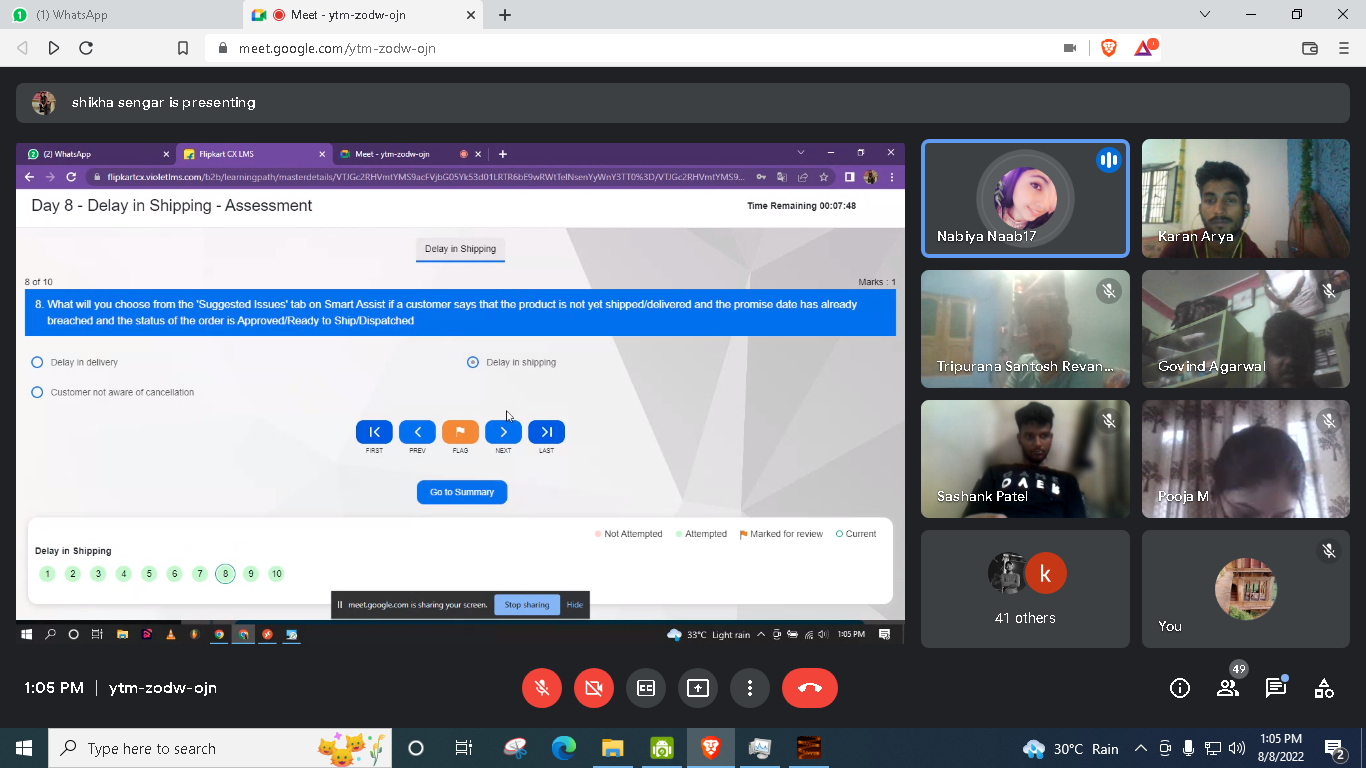 (1) WhatsApp
Meet - ytm-zodw-ojn
meet.google.com/ytm-zodw-ojn
shikha sengar is presenting
(2) WhatsApp
Flipkart CX LMS
Meet - ytm-zodw-ojn
Day 8 - Delay in Shipping - Assessment
Time Remaining 00:07:48
Delay in Shipping
8 of 10
Marks : 1
8. What will you choose from the 'Suggested Issues' tab on Smart Assist if a customer says that the product is not yet shipped/delivered and the promise date has already
breached and the status of the order is Approved/Ready to Ship/Dispatched
Delay in delivery
Delay in shipping
Customer not aware of cancellation
FIRST
PREV
FLAG
NEXT
LAST
Go to Summary
Not Attempted
Attempted
Marked for review
Current
Delay in Shipping
1 2 3 4 5 6 7 8 9 10
meet.google.com is sharing your screen.
Stop sharing
Hide
33°C Light rain
1:05 PM
Nabiya Naab17
Karan Arya
Tripurana Santosh Revan...
Govind Agarwal
Sashank Patel
Pooja M
k
41 others
You
1:05 PM | ytm-zodw-ojn
49
Type here to search
30°C Rain
1:05 PM
8/8/2022
2